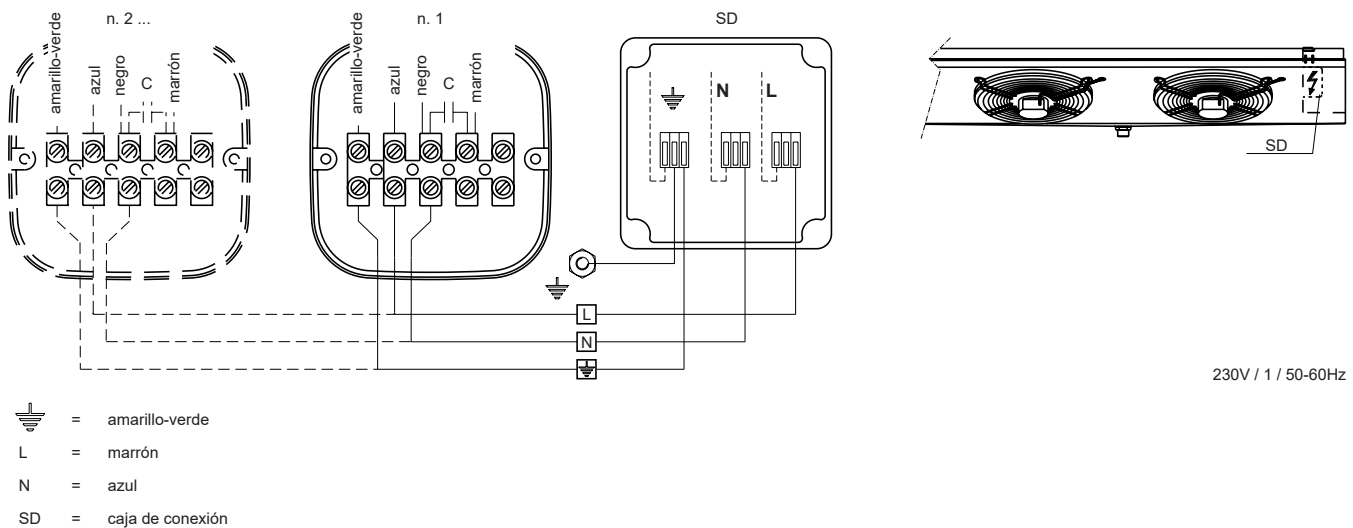 n. 2 ...
n. 1
SD
amarillo-verde
azul
negro
C
marrón
amarillo-verde
azul
negro
C
marrón
N
L
SD
L
N
230V / 1 / 50-60Hz
= amarillo-verde
L = marrón
N = azul
SD = caja de conexión